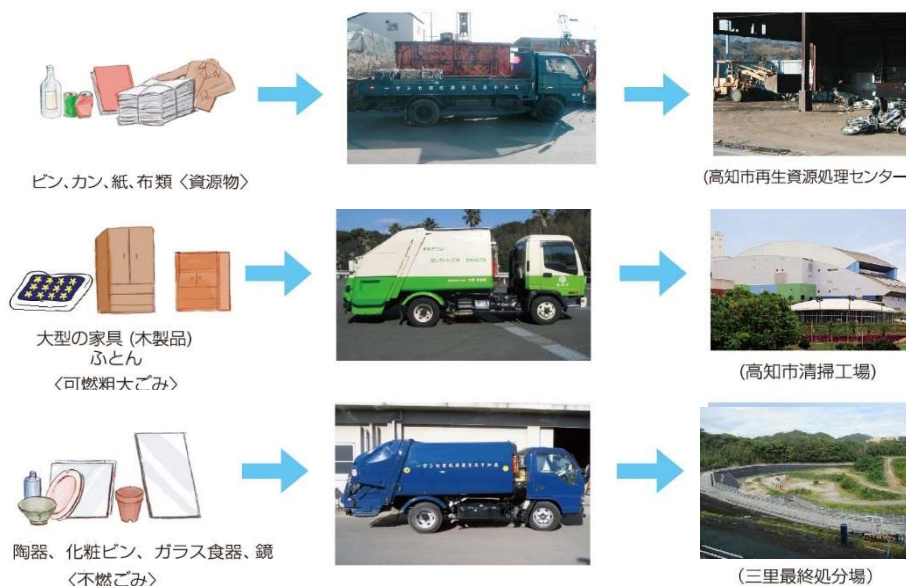 ビン、カン、紙、布類〈資源物〉
(高知市再生資源処理センター
大型の家具 (木製品)
ふとん
〈可燃粗大ごみ〉
(高知市清掃工場)
陶器、化粧ビン、ガラス食器、鏡
〈不燃ごみ〉
(三里最終処分場)